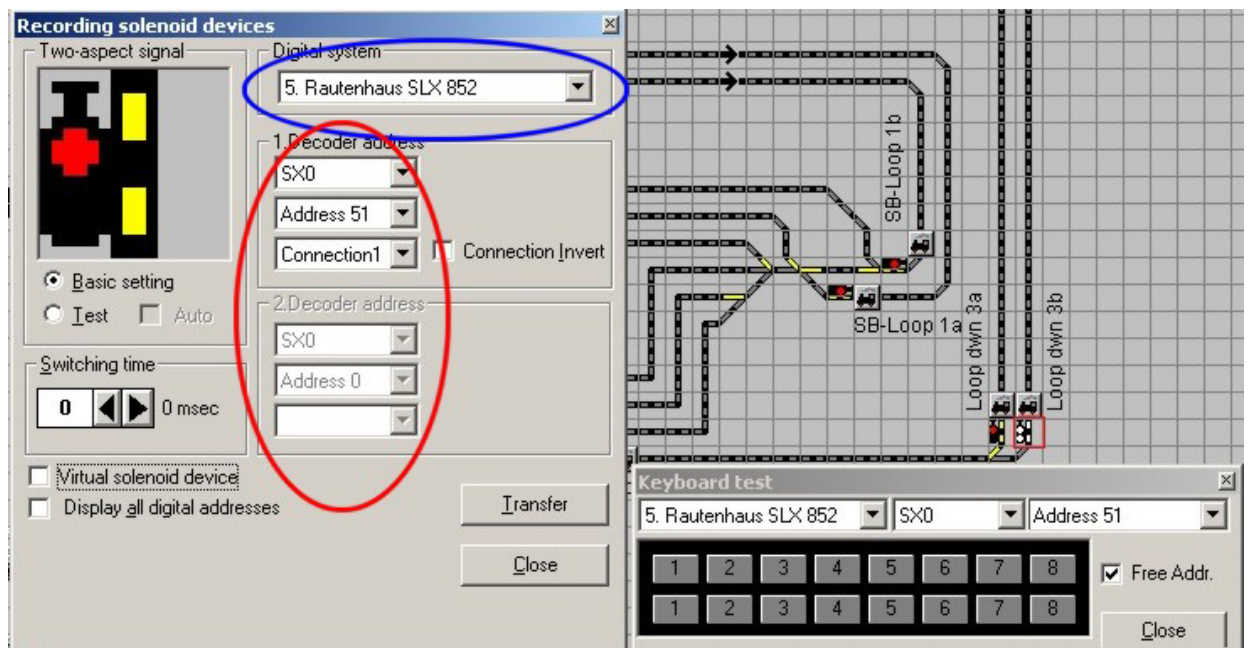 Recording solenoid devices
Two-aspect signal
Digital system
5. Rautenhaus SLX 852
1.Decoder address
SX0
Address 51
Connection1
Connection Invert
Basic setting
Test
Auto
2.Decoder address
SX0
Address 0
Switching time
0
0 msec
Virtual solenoid device
Display all digital addresses
Transfer
Close
SB-Loop 1b
SB-Loop 1a
Loop dwn 3a
Loop dwn 3b
Keyboard test
5. Rautenhaus SLX 852 SX0 Address 51
1 2 3 4 5 6 7 8
Free Addr.
1 2 3 4 5 6 7 8
Close